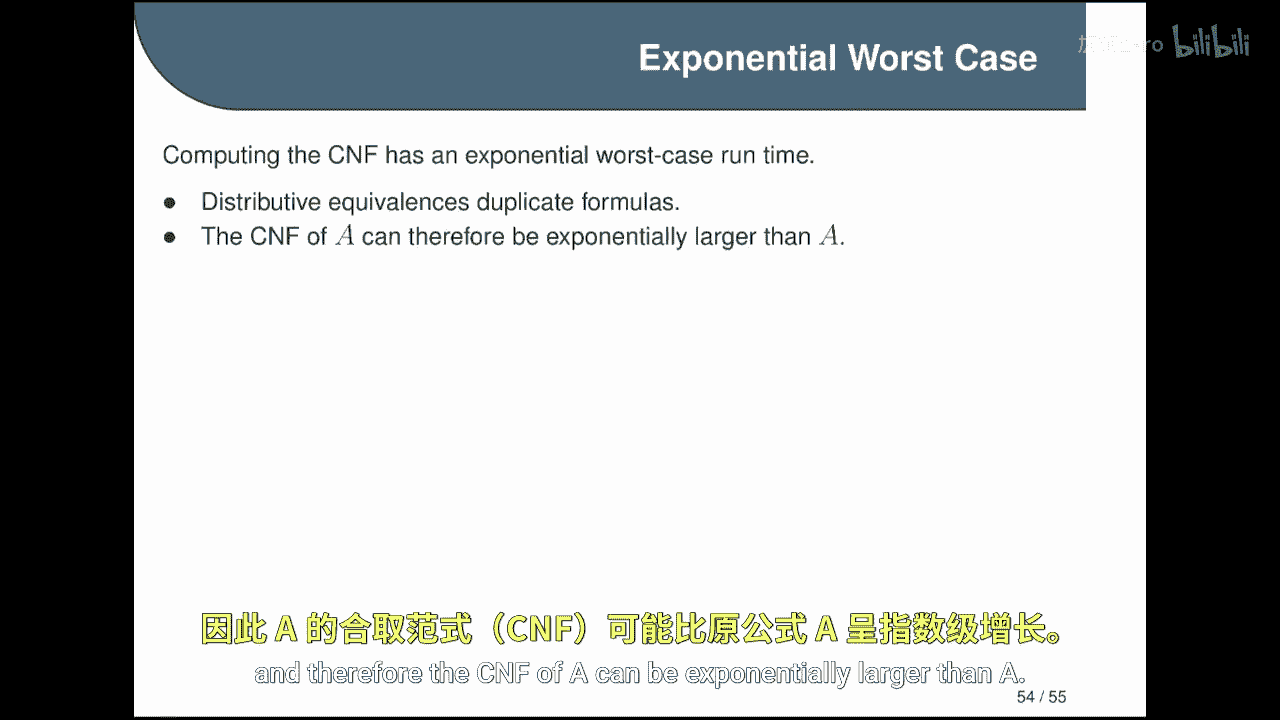 Exponential Worst Case
bilibili
Computing the CNF has an exponential worst-case run time.
● Distributive equivalences duplicate formulas.
● The CNF of A can therefore be exponentially larger than A.
因此 A 的合取范式（CNF）可能比原公式 A 呈指数级增长。
and therefore the CNF of A can be exponentially larger than A.
54 / 55